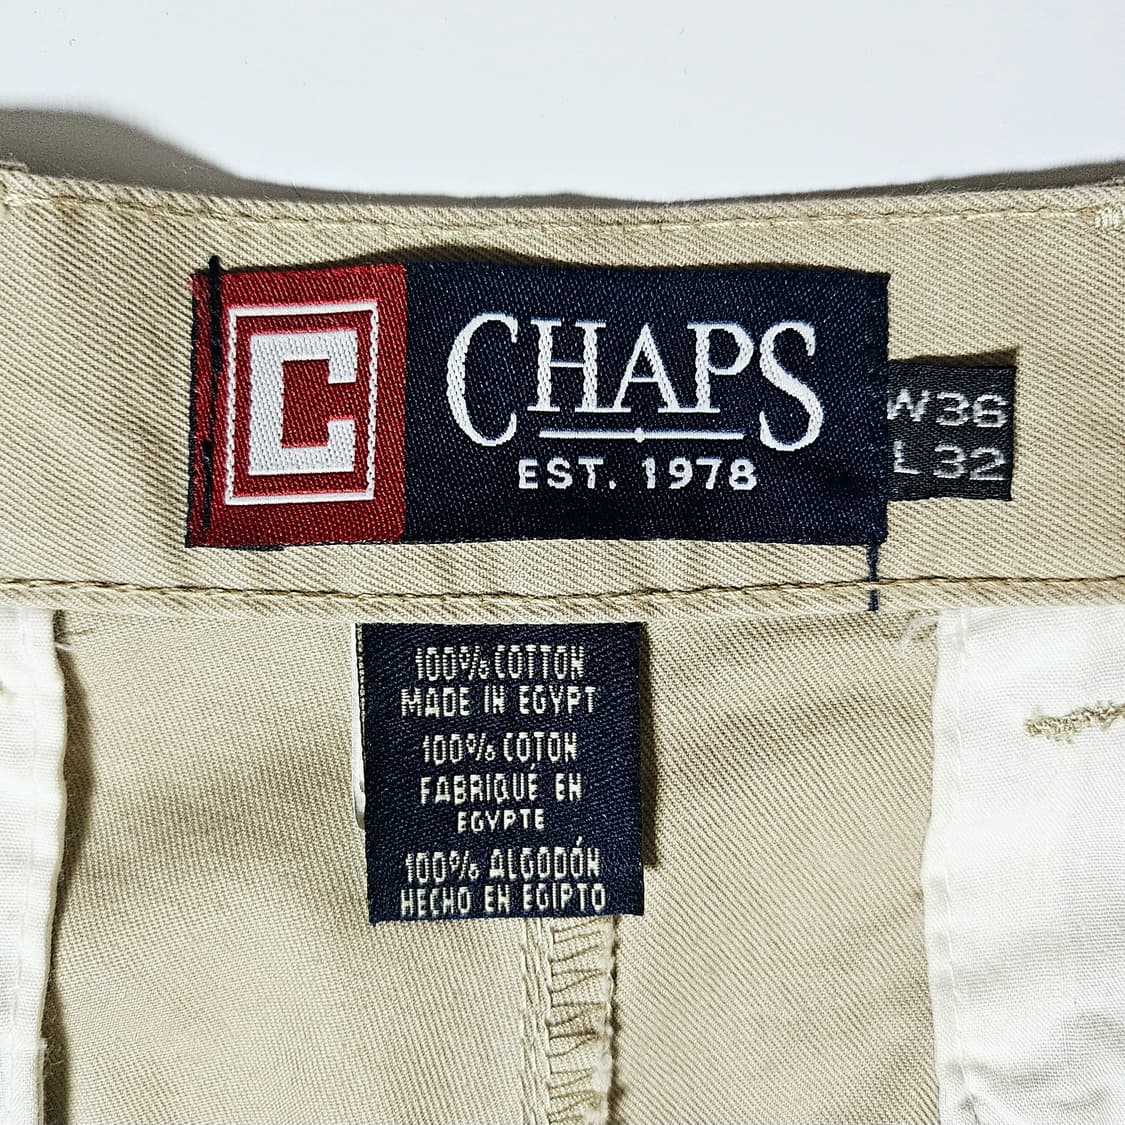 C
CHAPS
EST. 1978
W36
L32
100% COTTON
MADE IN EGYPT
100% COTON
FABRIQUÉ EN
EGYPTE
100% ALGODÓN
HECHO EN EGIPTO